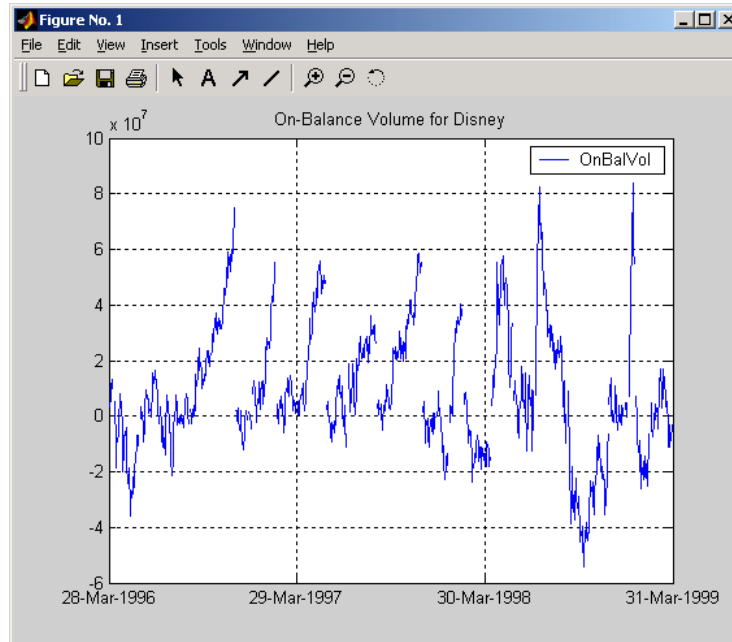 Figure No. 1
File Edit View Insert Tools Window Help
A
x 10^7
On-Balance Volume for Disney
OnBalVol
10
8
6
4
2
0
-2
-4
-6
28-Mar-1996 29-Mar-1997 30-Mar-1998 31-Mar-1999